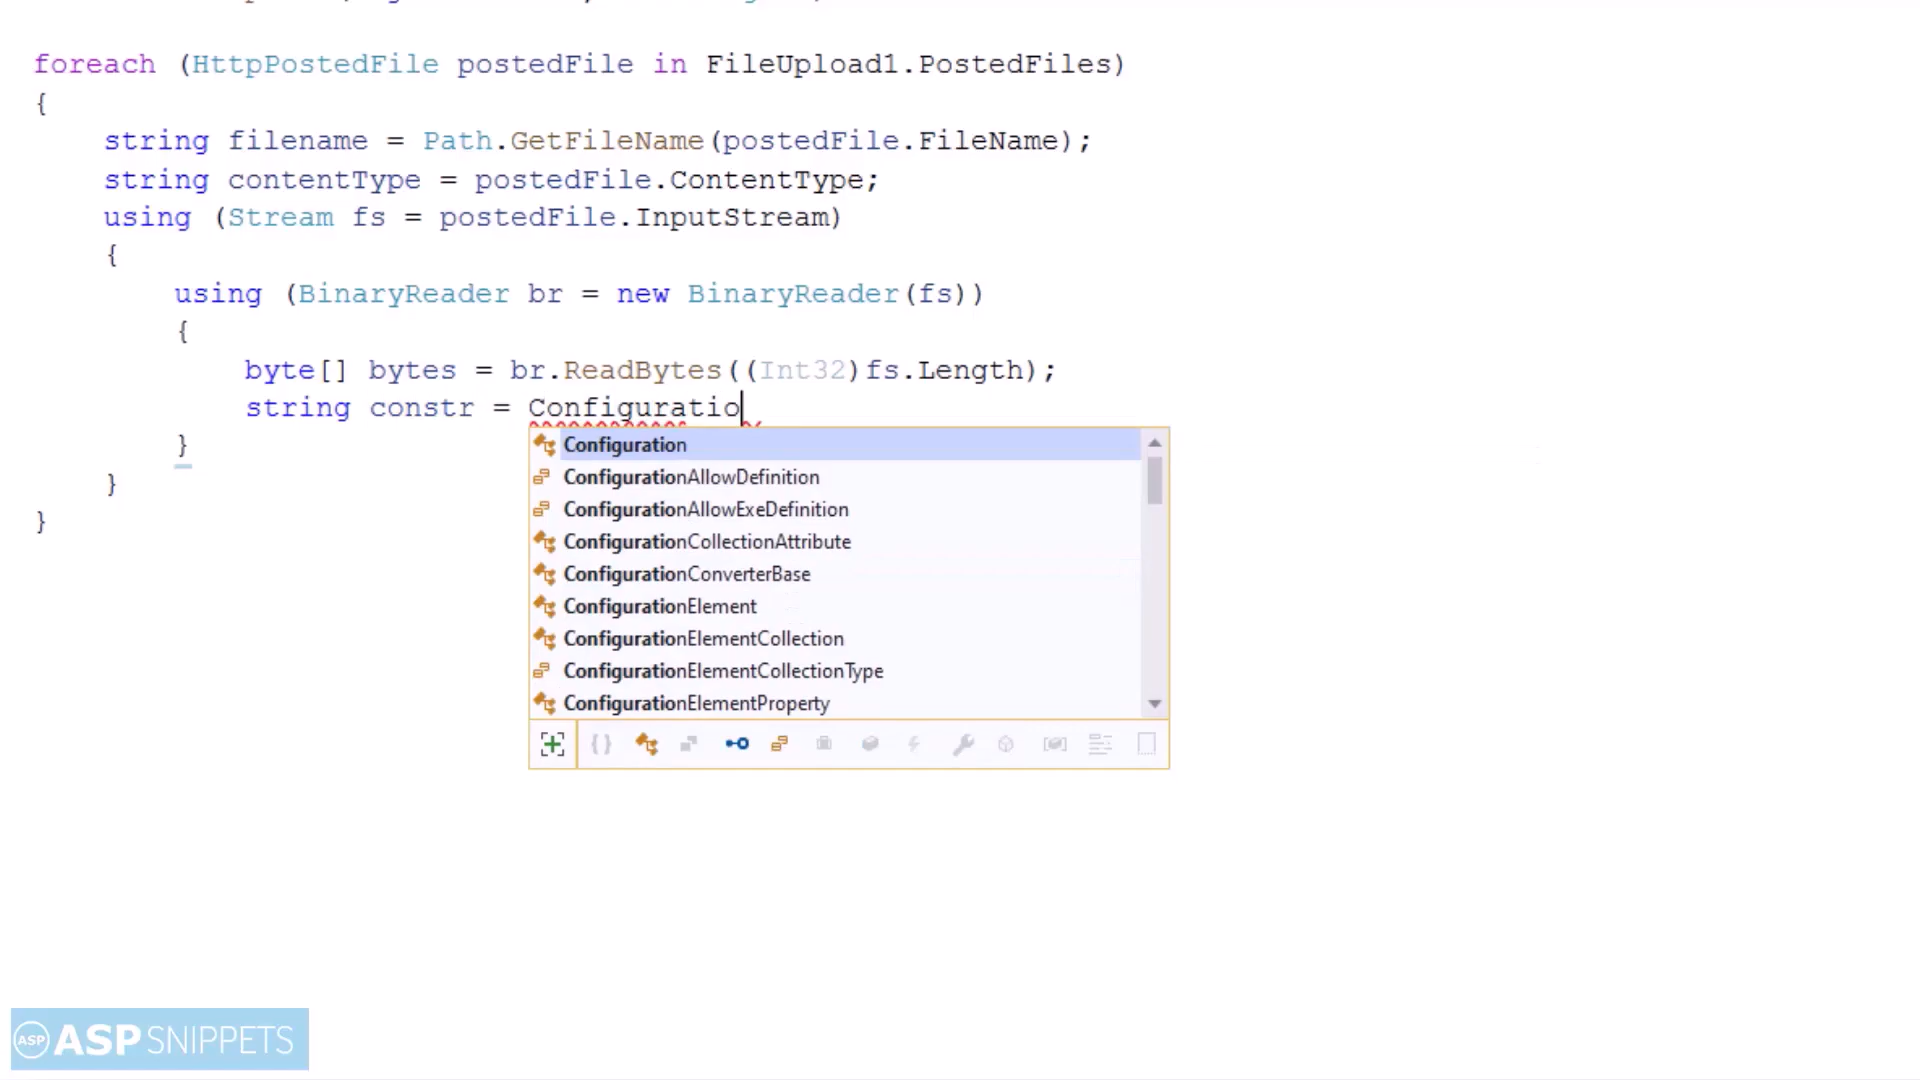 foreach (HttpPostedFile postedFile in FileUpload1.PostedFiles)
{
string filename = Path.GetFileName(postedFile.FileName);
string contentType = postedFile.ContentType;
using (Stream fs = postedFile.InputStream)
{
using (BinaryReader br = new BinaryReader(fs))
{
byte[] bytes = br.ReadBytes((Int32)fs.Length);
string constr = Configuratio
}
}
}
Configuration
ConfigurationAllowDefinition
ConfigurationAllowExeDefinition
ConfigurationCollectionAttribute
ConfigurationConverterBase
ConfigurationElement
ConfigurationElementCollection
ConfigurationElementCollectionType
ConfigurationElementProperty
ASP ASPSNIPPETS